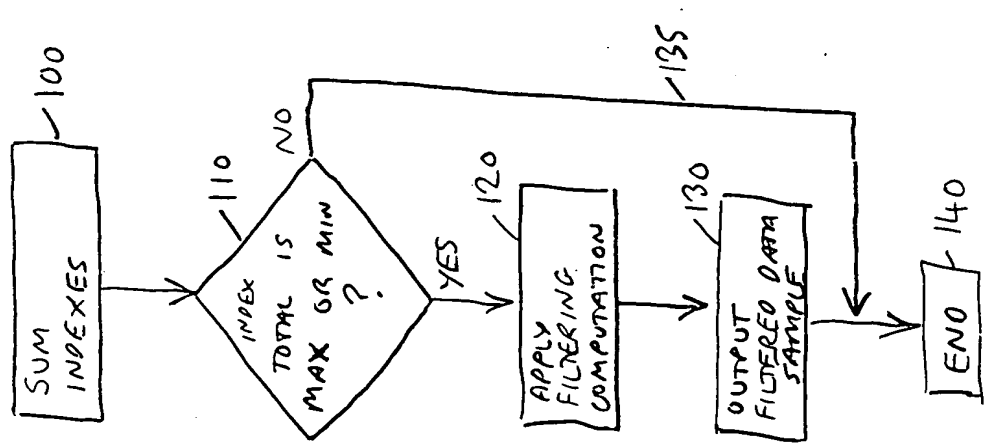 SUM
INDEXES
100
INDEX
TOTAL IS
MAX OR MIN
?
110
NO
135
YES
APPLY
FILTERING
COMPUTATION
120
OUTPUT
FILTERED DATA
SAMPLE
130
END
140